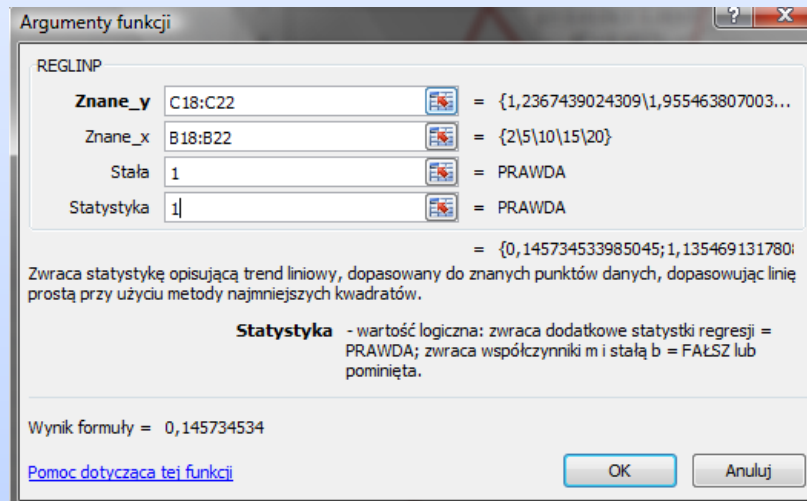 Argumenty funkcji
REGLINP
Znane_y C18:C22 = {1,2367439024309\1,955463807003...
Znane_x B18:B22 = {2\5\10\15\20}
Stała 1 = PRAWDA
Statystyka 1 = PRAWDA
= {0,145734533985045;1,135469131780
Zwraca statystykę opisującą trend liniowy, dopasowany do znanych punktów danych, dopasowując linię
prostą przy użyciu metody najmniejszych kwadratów.
Statystyka - wartość logiczna: zwraca dodatkowe statystki regresji =
PRAWDA; zwraca współczynniki m i stałą b = FAŁSZ lub
pominięta.
Wynik formuły = 0,145734534
Pomoc dotycząca tej funkcji
OK Anuluj